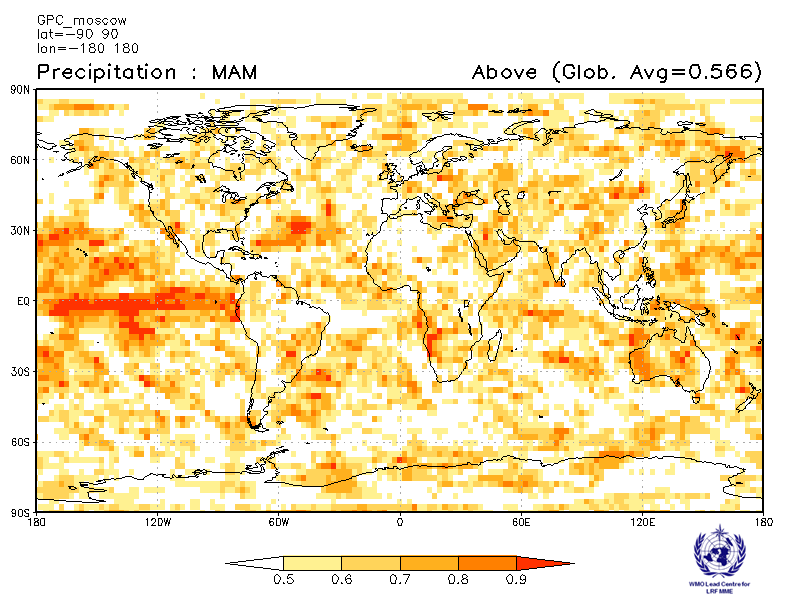 GPC_moscow
lat=−90 90
lon=−180 180
Precipitation : MAM
Above (Glob. Avg=0.566)
90N
60N
30N
EQ
30S
60S
90S
180 120W 60W 0 60E 120E 180
0.5 0.6 0.7 0.8 0.9
WMO Lead Centre for
LRF MME